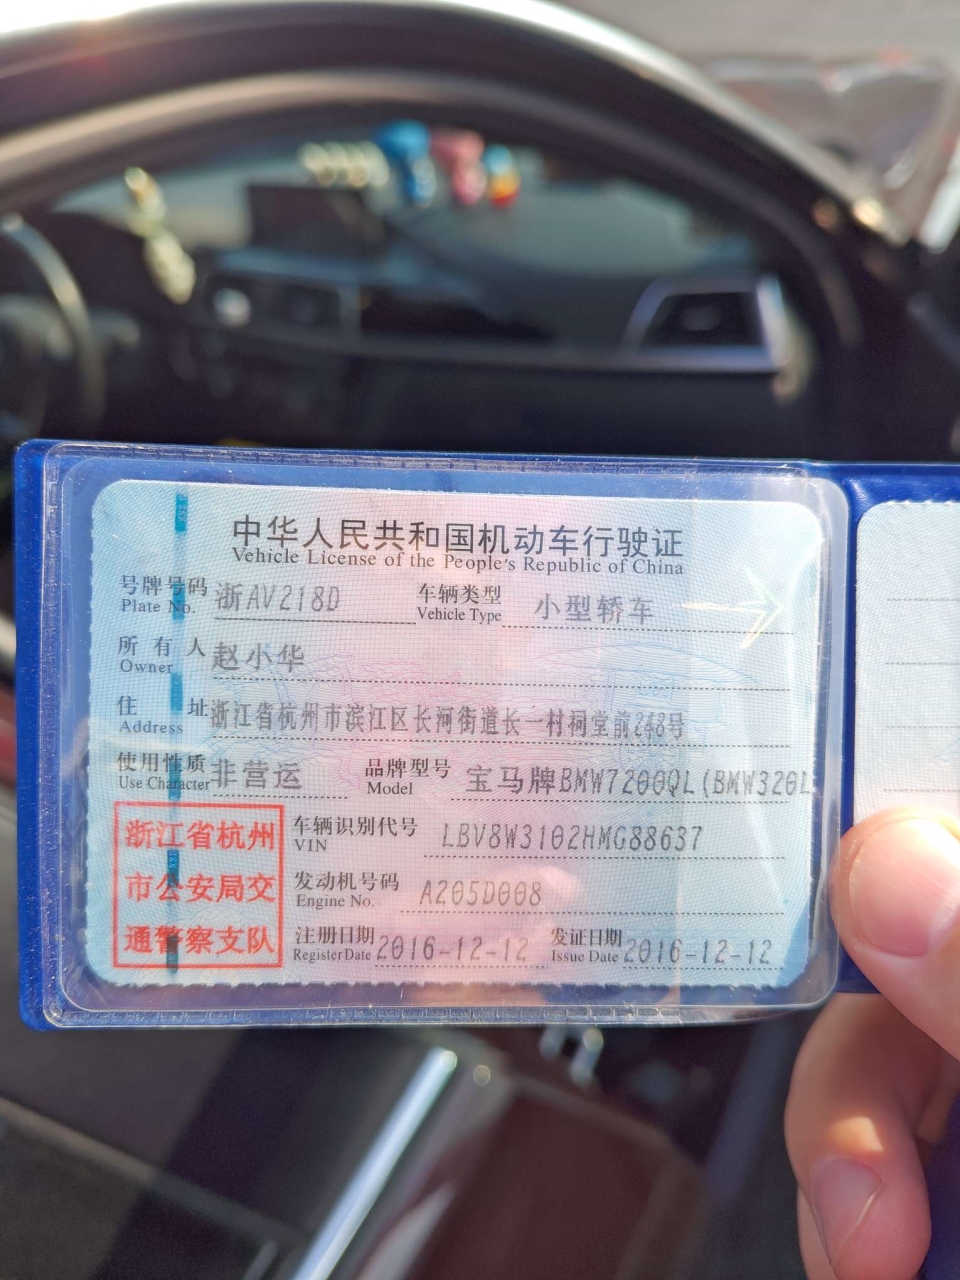 中华人民共和国机动车行驶证
Vehicle License of the People's Republic of China
号牌号码 浙AV218D 车辆类型 小型轿车
Plate No. Vehicle Type
所有人 赵小华
Owner
住址 浙江省杭州市滨江区长河街道长一村祠堂前248号
Address
使用性质 非营运 品牌型号 宝马牌BMW7200QL(BMW320L
Use Character Model
浙江省杭州
市公安局交
通警察支队
车辆识别代号 LBV8W3102HMG88637
VIN
发动机号码 A205D008
Engine No.
注册日期 2016-12-12 发证日期 2016-12-12
Register Date Issue Date